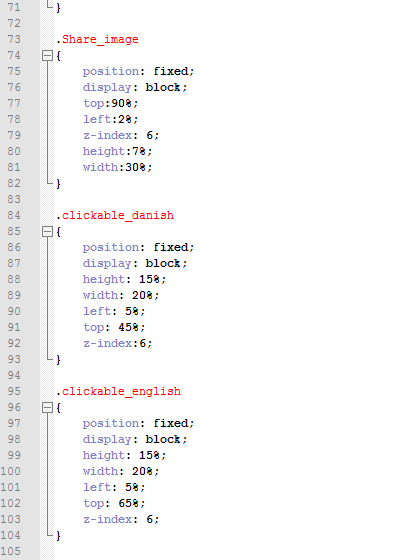 71 }
72
73 .Share_image
74 {
75 position: fixed;
76 display: block;
77 top:90%;
78 left:2%;
79 z-index: 6;
80 height:7%;
81 width:30%;
82 }
83
84 .clickable_danish
85 {
86 position: fixed;
87 display: block;
88 height: 15%;
89 width: 20%;
90 left: 5%;
91 top: 45%;
92 z-index:6;
93 }
94
95 .clickable_english
96 {
97 position: fixed;
98 display: block;
99 height: 15%;
100 width: 20%;
101 left: 5%;
102 top: 65%;
103 z-index: 6;
104 }
105